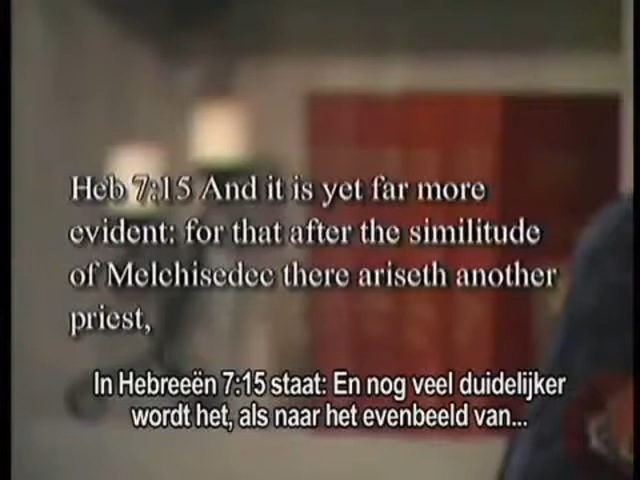 Heb 7:15 And it is yet far more
evident: for that after the similitude
of Melchisedec there ariseth another
priest,
In Hebreeën 7:15 staat: En nog veel duidelijker
wordt het, als naar het evenbeeld van...